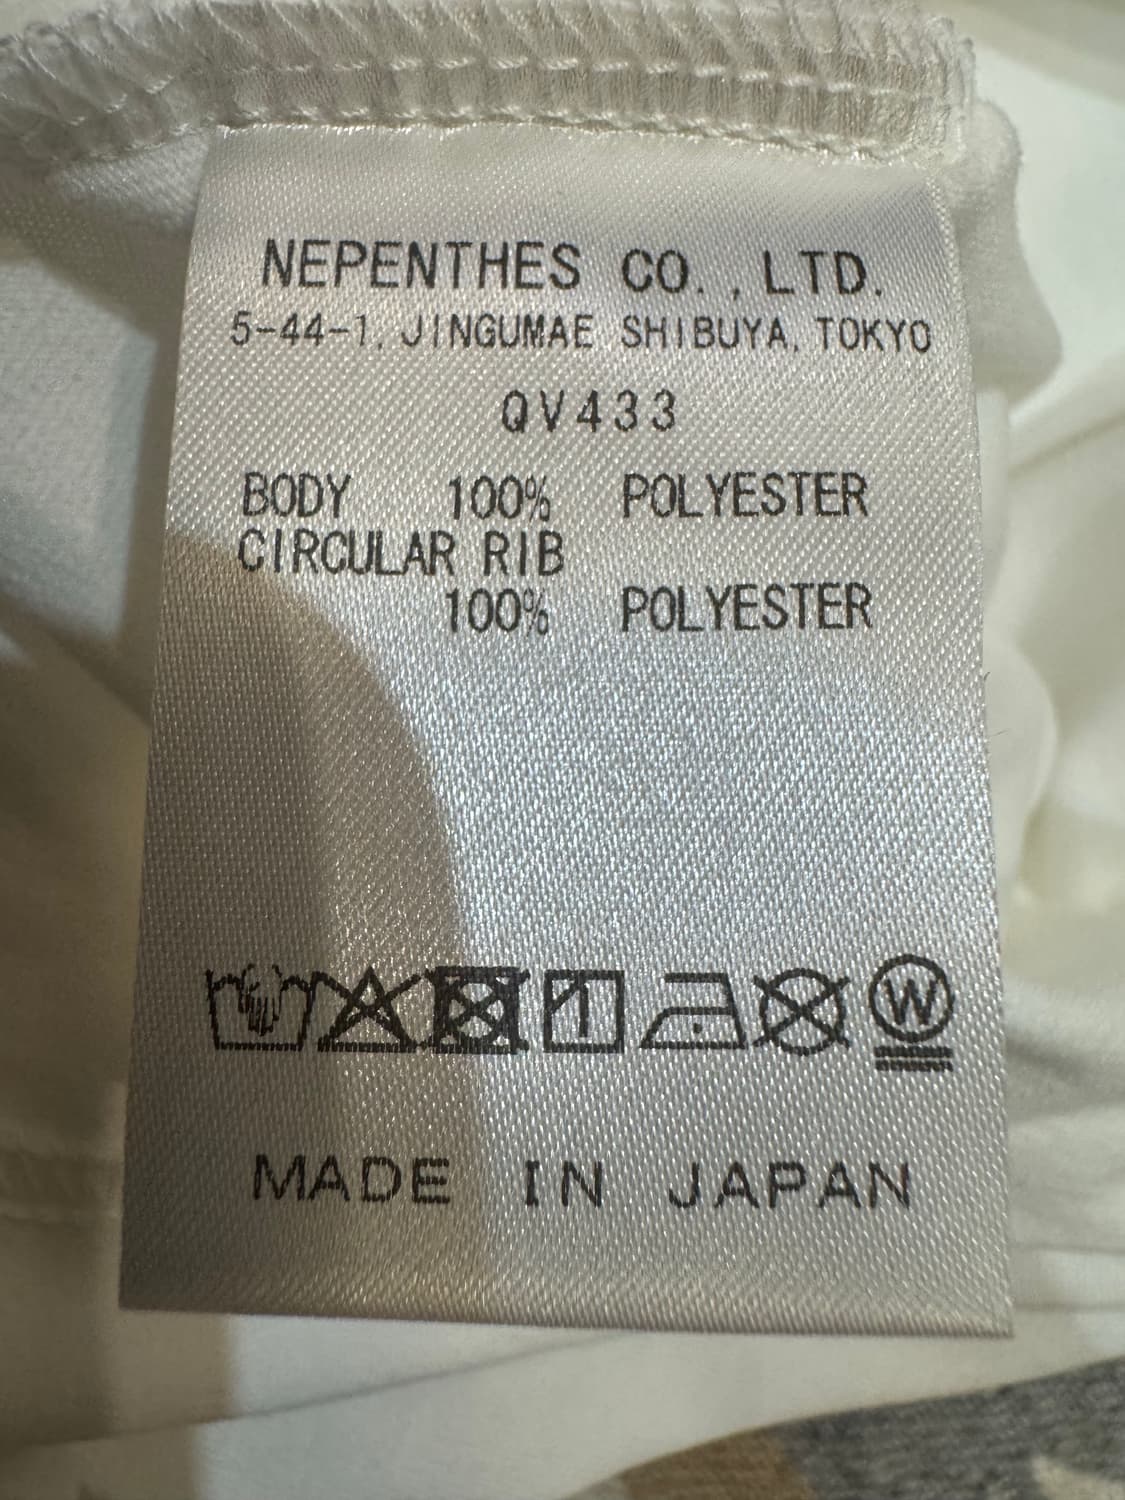 NEPENTHES CO., LTD.
5-44-1, JINGUMAE SHIBUYA, TOKYO
QV433
BODY 100% POLYESTER
CIRCULAR RIB
100% POLYESTER
W
MADE IN JAPAN